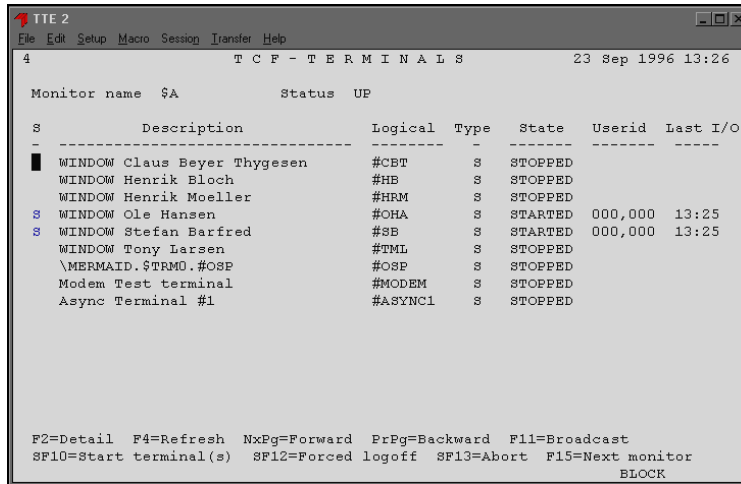 TTE 2
File Edit Setup Macro Session Transfer Help
4 T C F - T E R M I N A L S 23 Sep 1996 13:26
Monitor name $A Status UP
S Description Logical Type State Userid Last I/O
- -------------------------------- -------- - ------- ------- -----
WINDOW Claus Beyer Thygesen #CBT S STOPPED
WINDOW Henrik Bloch #HB S STOPPED
WINDOW Henrik Moeller #HRM S STOPPED
S WINDOW Ole Hansen #OHA S STARTED 000,000 13:25
S WINDOW Stefan Barfred #SB S STARTED 000,000 13:25
WINDOW Tony Larsen #TML S STOPPED
\MERMAID.$TRM0.#OSP #OSP S STOPPED
Modem Test terminal #MODEM S STOPPED
Async Terminal #1 #ASYNC1 S STOPPED
F2=Detail F4=Refresh NxPg=Forward PrPg=Backward F11=Broadcast
SF10=Start terminal(s) SF12=Forced logoff SF13=Abort F15=Next monitor
BLOCK